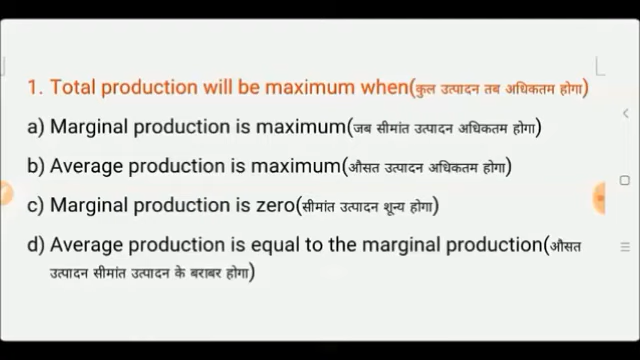 1. Total production will be maximum when(कुल उत्पादन तब अधिकतम होगा)
a) Marginal production is maximum(जब सीमांत उत्पादन अधिकतम होगा)
b) Average production is maximum(औसत उत्पादन अधिकतम होगा)
c) Marginal production is zero(सीमांत उत्पादन शून्य होगा)
d) Average production is equal to the marginal production(औसत
उत्पादन सीमांत उत्पादन के बराबर होगा)